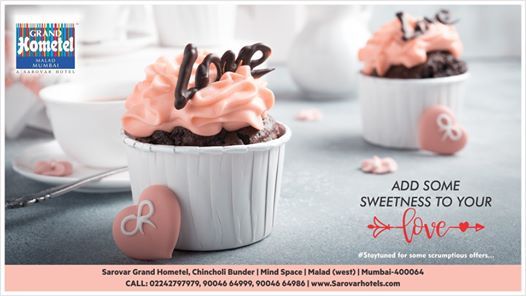 GRAND
Hometel
MALAD
MUMBAI
A SAROVAR HOTEL
Love
ADD SOME
SWEETNESS TO YOUR
love
#Staytuned for some scrumptious offers...
Sarovar Grand Hometel, Chincholi Bunder | Mind Space | Malad (west) | Mumbai-400064
CALL: 02242797979, 90046 64999, 90046 64986 | www.Sarovarhotels.com